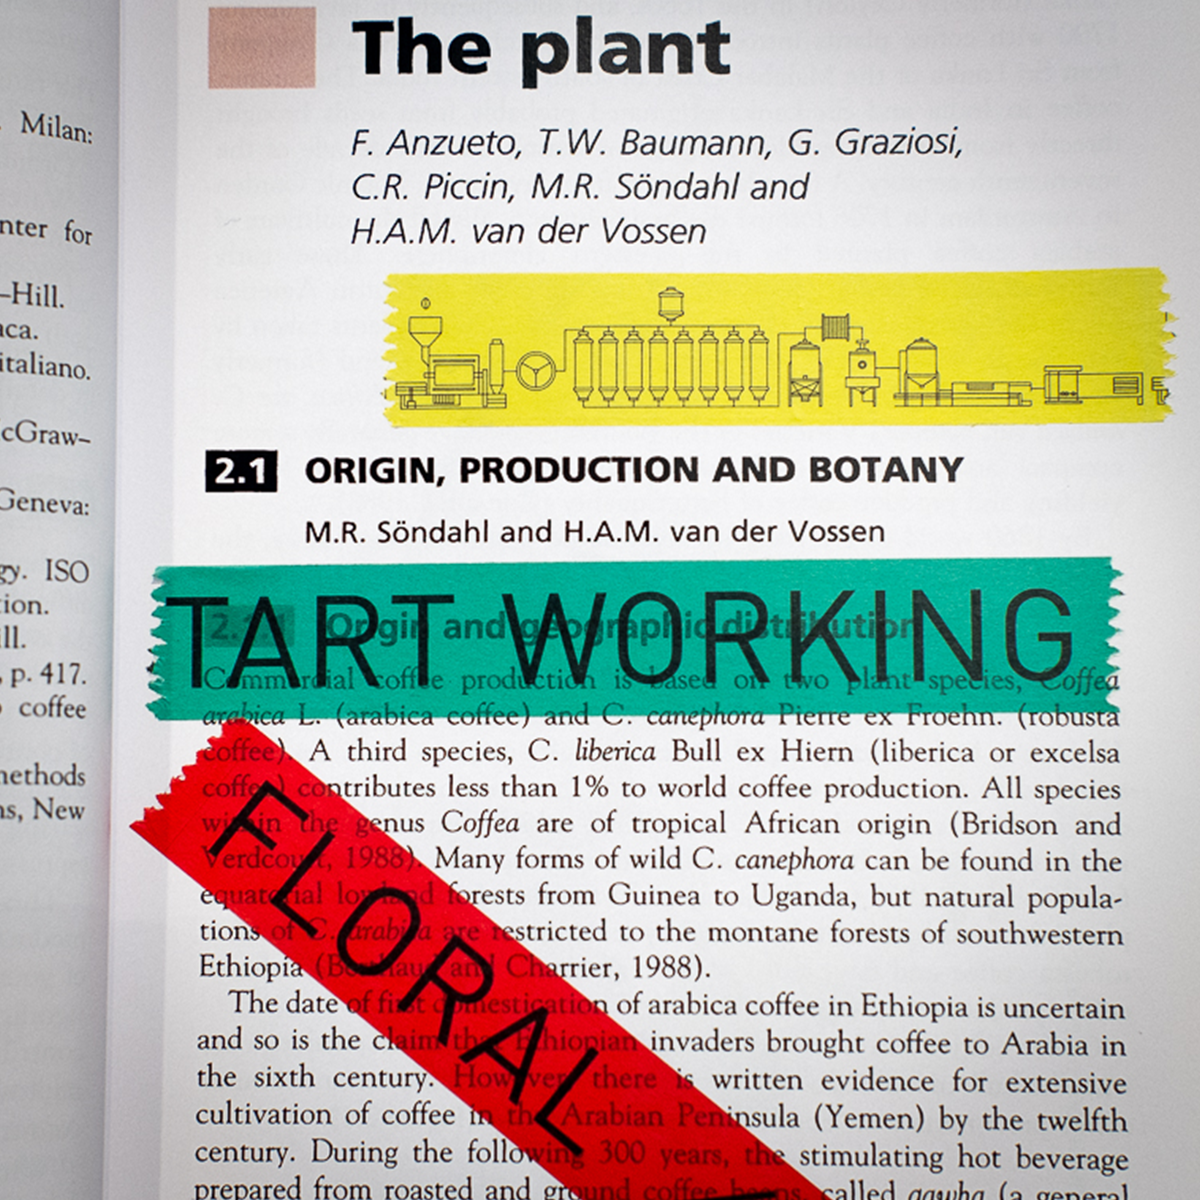 Milan:
nter for
–Hill.
aca.
italiano.
cGraw–
Geneva:
gy. ISO
tion.
ill.
, p. 417.
coffee
nethods
ns, New
The plant
F. Anzueto, T.W. Baumann, G. Graziosi,
C.R. Piccin, M.R. Söndahl and
H.A.M. van der Vossen
2.1 ORIGIN, PRODUCTION AND BOTANY
M.R. Söndahl and H.A.M. van der Vossen
TART WORKING
2.1.1 Origin and geographic distribution
Commercial coffee production is based on two plant species, Coffea
arabica L. (arabica coffee) and C. canephora Pierre ex Froehn. (robusta
coffee). A third species, C. liberica Bull ex Hiern (liberica or excelsa
coffee) contributes less than 1% to world coffee production. All species
within the genus Coffea are of tropical African origin (Bridson and
Verdcourt, 1988). Many forms of wild C. canephora can be found in the
equatorial lowland forests from Guinea to Uganda, but natural popula-
tions of C. arabica are restricted to the montane forests of southwestern
Ethiopia (Berthaud and Charrier, 1988).
The date of first domestication of arabica coffee in Ethiopia is uncertain
and so is the claim that Ethiopian invaders brought coffee to Arabia in
the sixth century. However, there is written evidence for extensive
cultivation of coffee in the Arabian Peninsula (Yemen) by the twelfth
century. During the following 300 years, the stimulating hot beverage
prepared from roasted and ground coffee beans, called qawha (a general
FLORAL